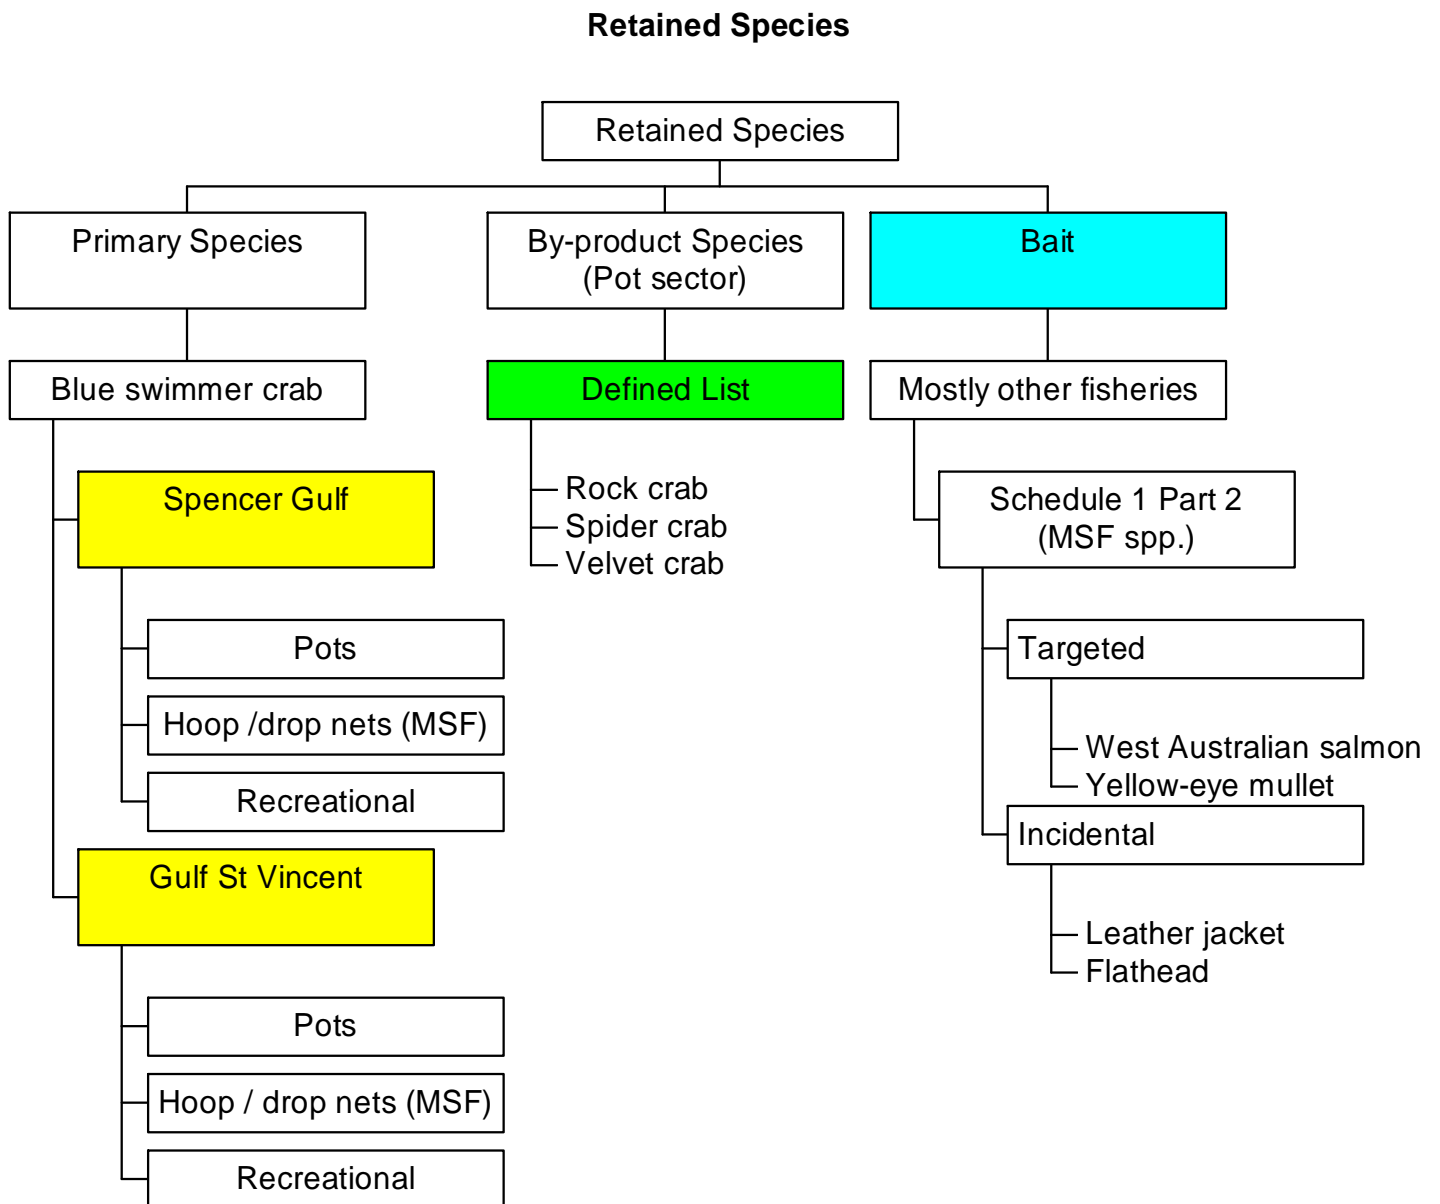 Retained Species
Retained Species
Primary Species
By-product Species
(Pot sector)
Bait
Blue swimmer crab
Defined List
Mostly other fisheries
Spencer Gulf
Pots
Hoop /drop nets (MSF)
Recreational
Gulf St Vincent
Pots
Hoop / drop nets (MSF)
Recreational
Rock crab
Spider crab
Velvet crab
Schedule 1 Part 2
(MSF spp.)
Targeted
West Australian salmon
Yellow-eye mullet
Incidental
Leather jacket
Flathead